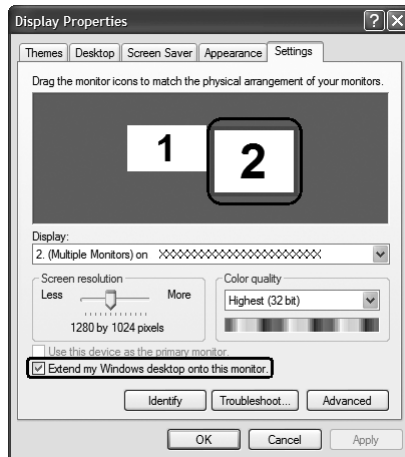 Display Properties
Themes Desktop Screen Saver Appearance Settings
Drag the monitor icons to match the physical arrangement of your monitors.
1 2
Display:
2. (Multiple Monitors) on XXXXXXXXXXXXXXXXXXXXXXX
Screen resolution
Less More
1280 by 1024 pixels
Color quality
Highest (32 bit)
Use this device as the primary monitor.
Extend my Windows desktop onto this monitor.
Identify Troubleshoot... Advanced
OK Cancel Apply